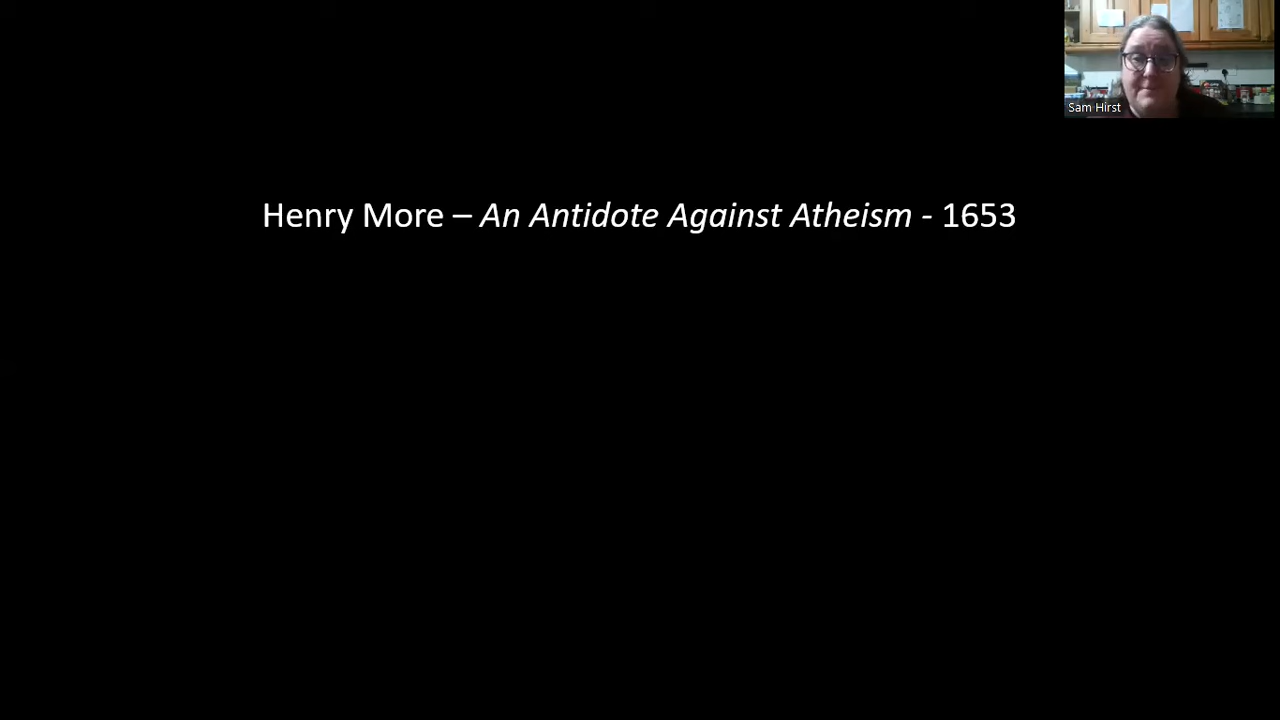 Sam Hirst
Henry More – An Antidote Against Atheism - 1653